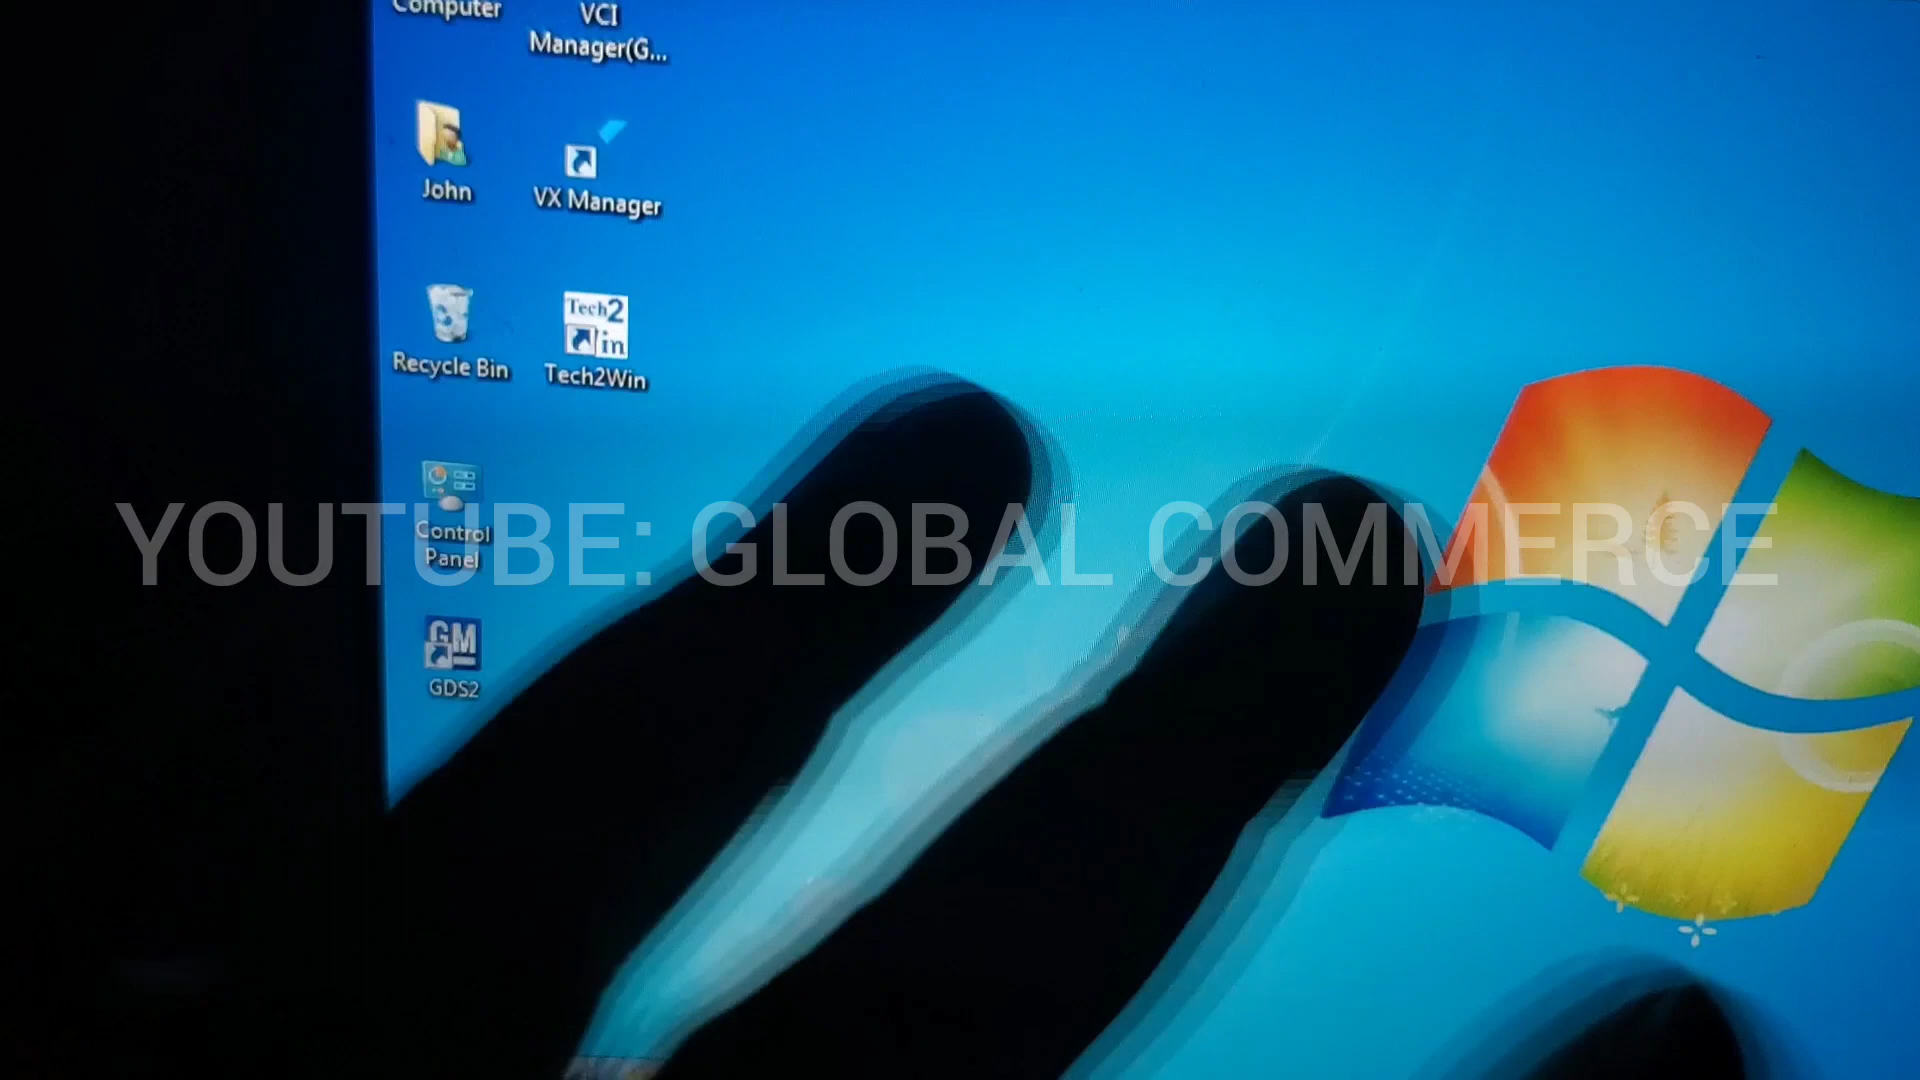 Computer
VCI
Manager(G...
John
VX Manager
Tech2
in
Recycle Bin
Tech2Win
Control
Panel
YOUTUBE: GLOBAL COMMERCE
GM
GDS2